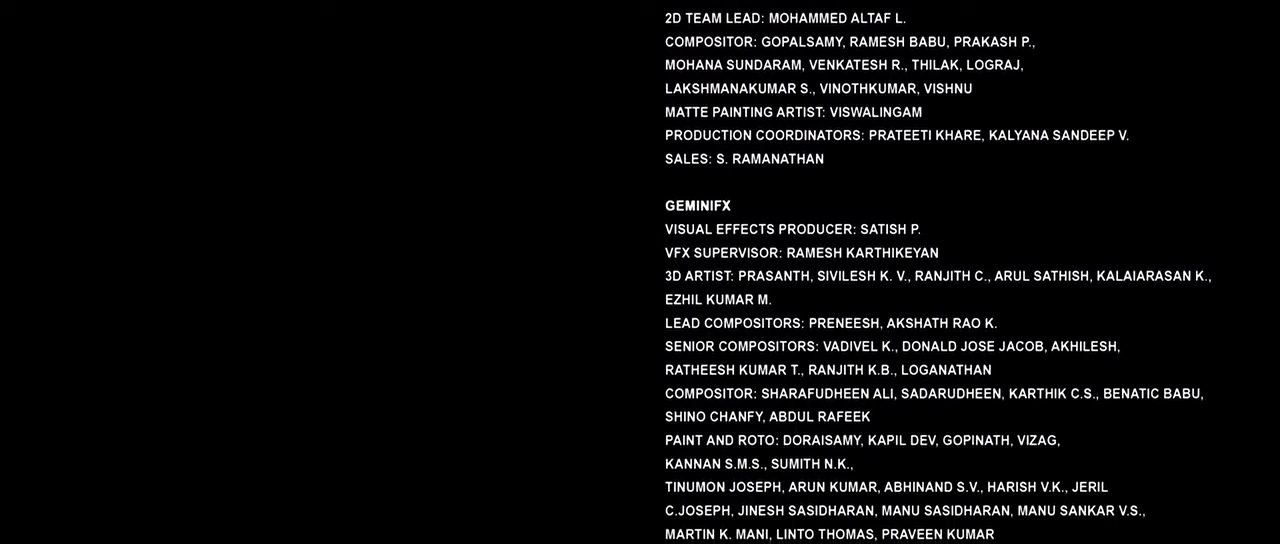 2D TEAM LEAD: MOHAMMED ALTAF L.
COMPOSITOR: GOPALSAMY, RAMESH BABU, PRAKASH P.,
MOHANA SUNDARAM, VENKATESH R., THILAK, LOGRAJ,
LAKSHMANAKUMAR S., VINOTHKUMAR, VISHNU
MATTE PAINTING ARTIST: VISWALINGAM
PRODUCTION COORDINATORS: PRATEETI KHARE, KALYANA SANDEEP V.
SALES: S. RAMANATHAN
GEMINIFX
VISUAL EFFECTS PRODUCER: SATISH P.
VFX SUPERVISOR: RAMESH KARTHIKEYAN
3D ARTIST: PRASANTH, SIVILESH K. V., RANJITH C., ARUL SATHISH, KALAIARASAN K.,
EZHIL KUMAR M.
LEAD COMPOSITORS: PRENEESH, AKSHATH RAO K.
SENIOR COMPOSITORS: VADIVEL K., DONALD JOSE JACOB, AKHILESH,
RATHEESH KUMAR T., RANJITH K.B., LOGANATHAN
COMPOSITOR: SHARAFUDHEEN ALI, SADARUDHEEN, KARTHIK C.S., BENATIC BABU,
SHINO CHANFY, ABDUL RAFEEK
PAINT AND ROTO: DORAISAMY, KAPIL DEV, GOPINATH, VIZAG,
KANNAN S.M.S., SUMITH N.K.,
TINUMON JOSEPH, ARUN KUMAR, ABHINAND S.V., HARISH V.K., JERIL
C.JOSEPH, JINESH SASIDHARAN, MANU SASIDHARAN, MANU SANKAR V.S.,
MARTIN K. MANI, LINTO THOMAS, PRAVEEN KUMAR